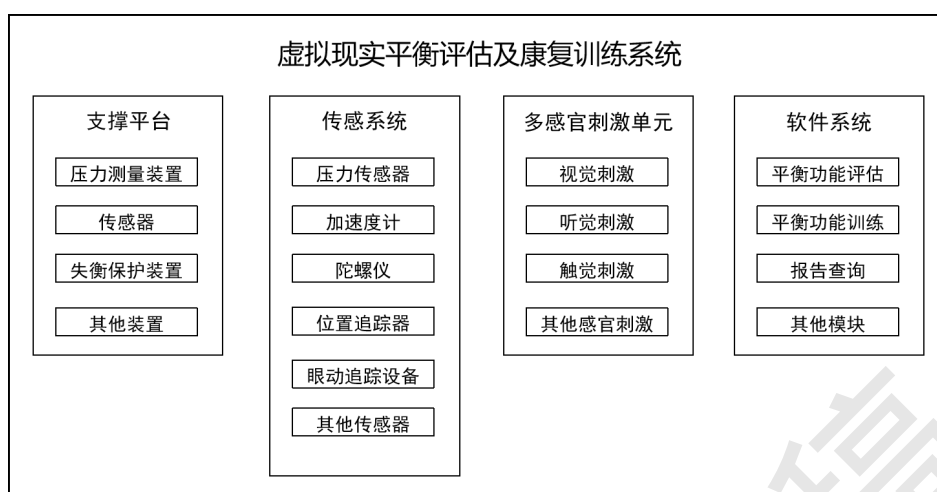 虚拟现实平衡评估及康复训练系统
支撑平台
压力测量装置
传感器
失衡保护装置
其他装置
传感系统
压力传感器
加速度计
陀螺仪
位置追踪器
眼动追踪设备
其他传感器
多感官刺激单元
视觉刺激
听觉刺激
触觉刺激
其他感官刺激
软件系统
平衡功能评估
平衡功能训练
报告查询
其他模块